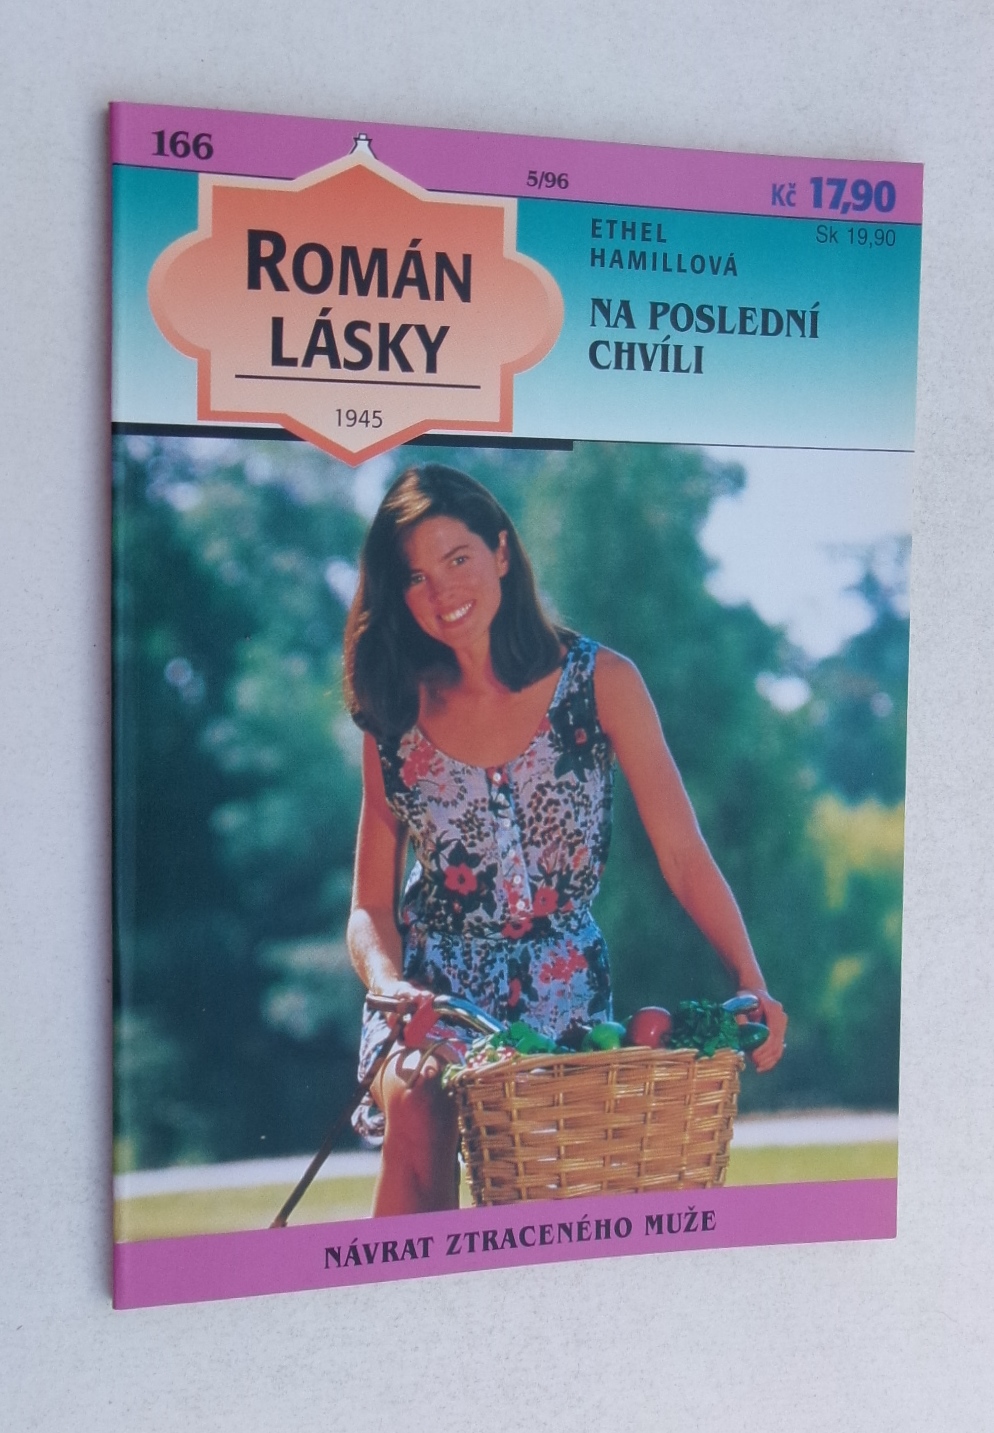 166
5/96
Kč 17,90
Sk 19,90
ROMÁN
LÁSKY
1945
ETHEL
HAMILLOVÁ
NA POSLEDNÍ
CHVÍLI
NÁVRAT ZTRACENÉHO MUŽE